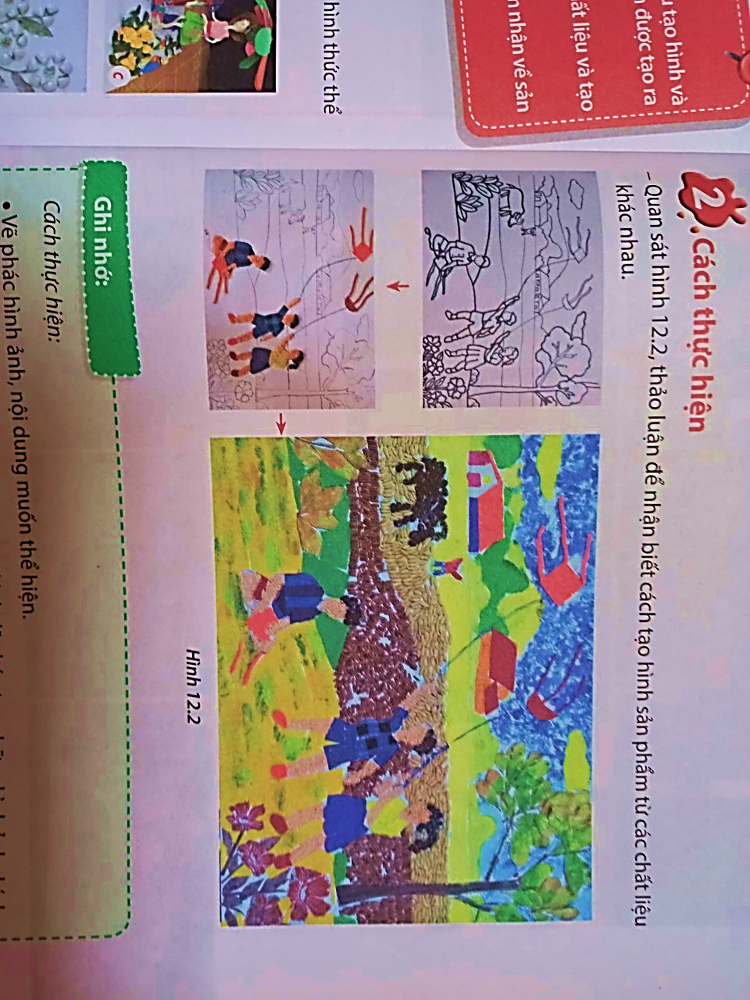 u tạo hình và
được tạo ra
ất liệu và tạo
nhận về sản
hình thức thể
c
2. Cách thực hiện
– Quan sát hình 12.2, thảo luận để nhận biết cách tạo hình sản phẩm từ các chất liệu
khác nhau.
Hình 12.2
Ghi nhớ:
Cách thực hiện:
• Vẽ phác hình ảnh, nội dung muốn thể hiện.